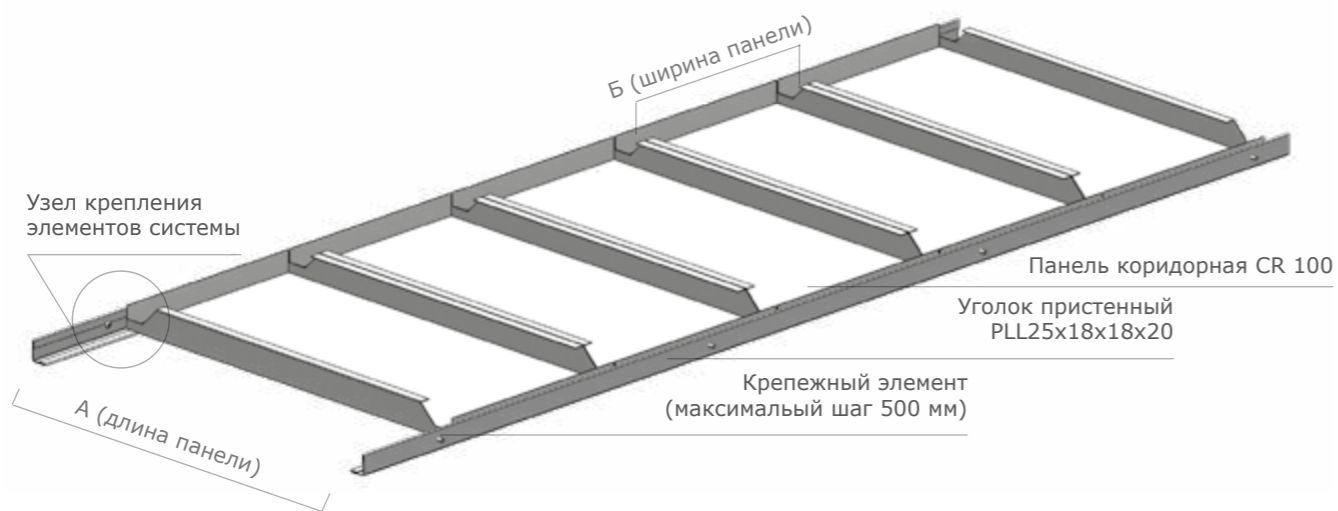 Б (ширина панели)
Узел крепления
элементов системы
Панель коридорная CR 100
Уголок пристенный
PLL25x18x18x20
Крепежный элемент
(максимальый шаг 500 мм)
А (длина панели)